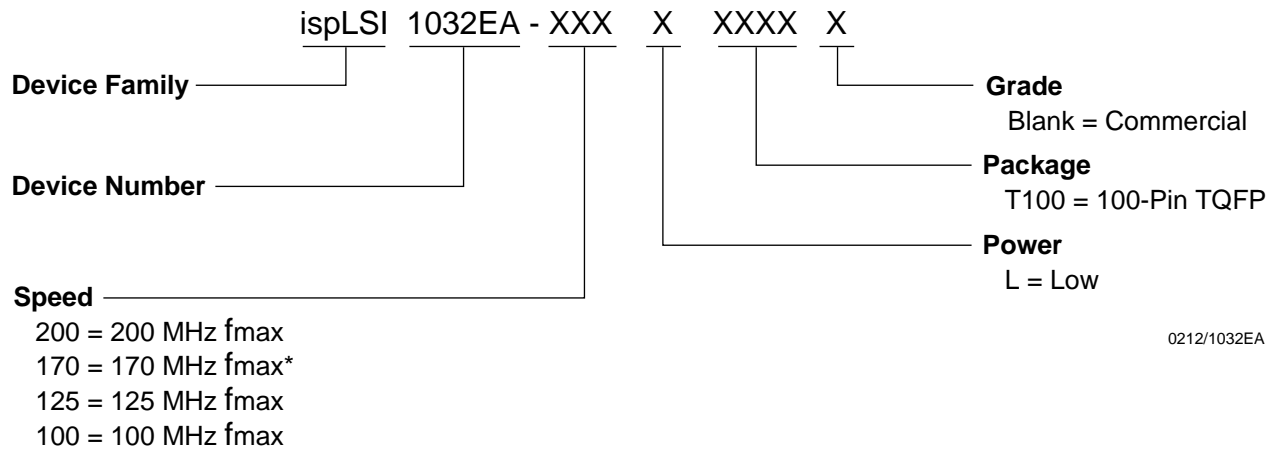 ispLSI 1032EA - XXX X XXXX X
Device Family
Device Number
Speed
200 = 200 MHz fmax
170 = 170 MHz fmax*
125 = 125 MHz fmax
100 = 100 MHz fmax
Grade
Blank = Commercial
Package
T100 = 100-Pin TQFP
Power
L = Low
0212/1032EA